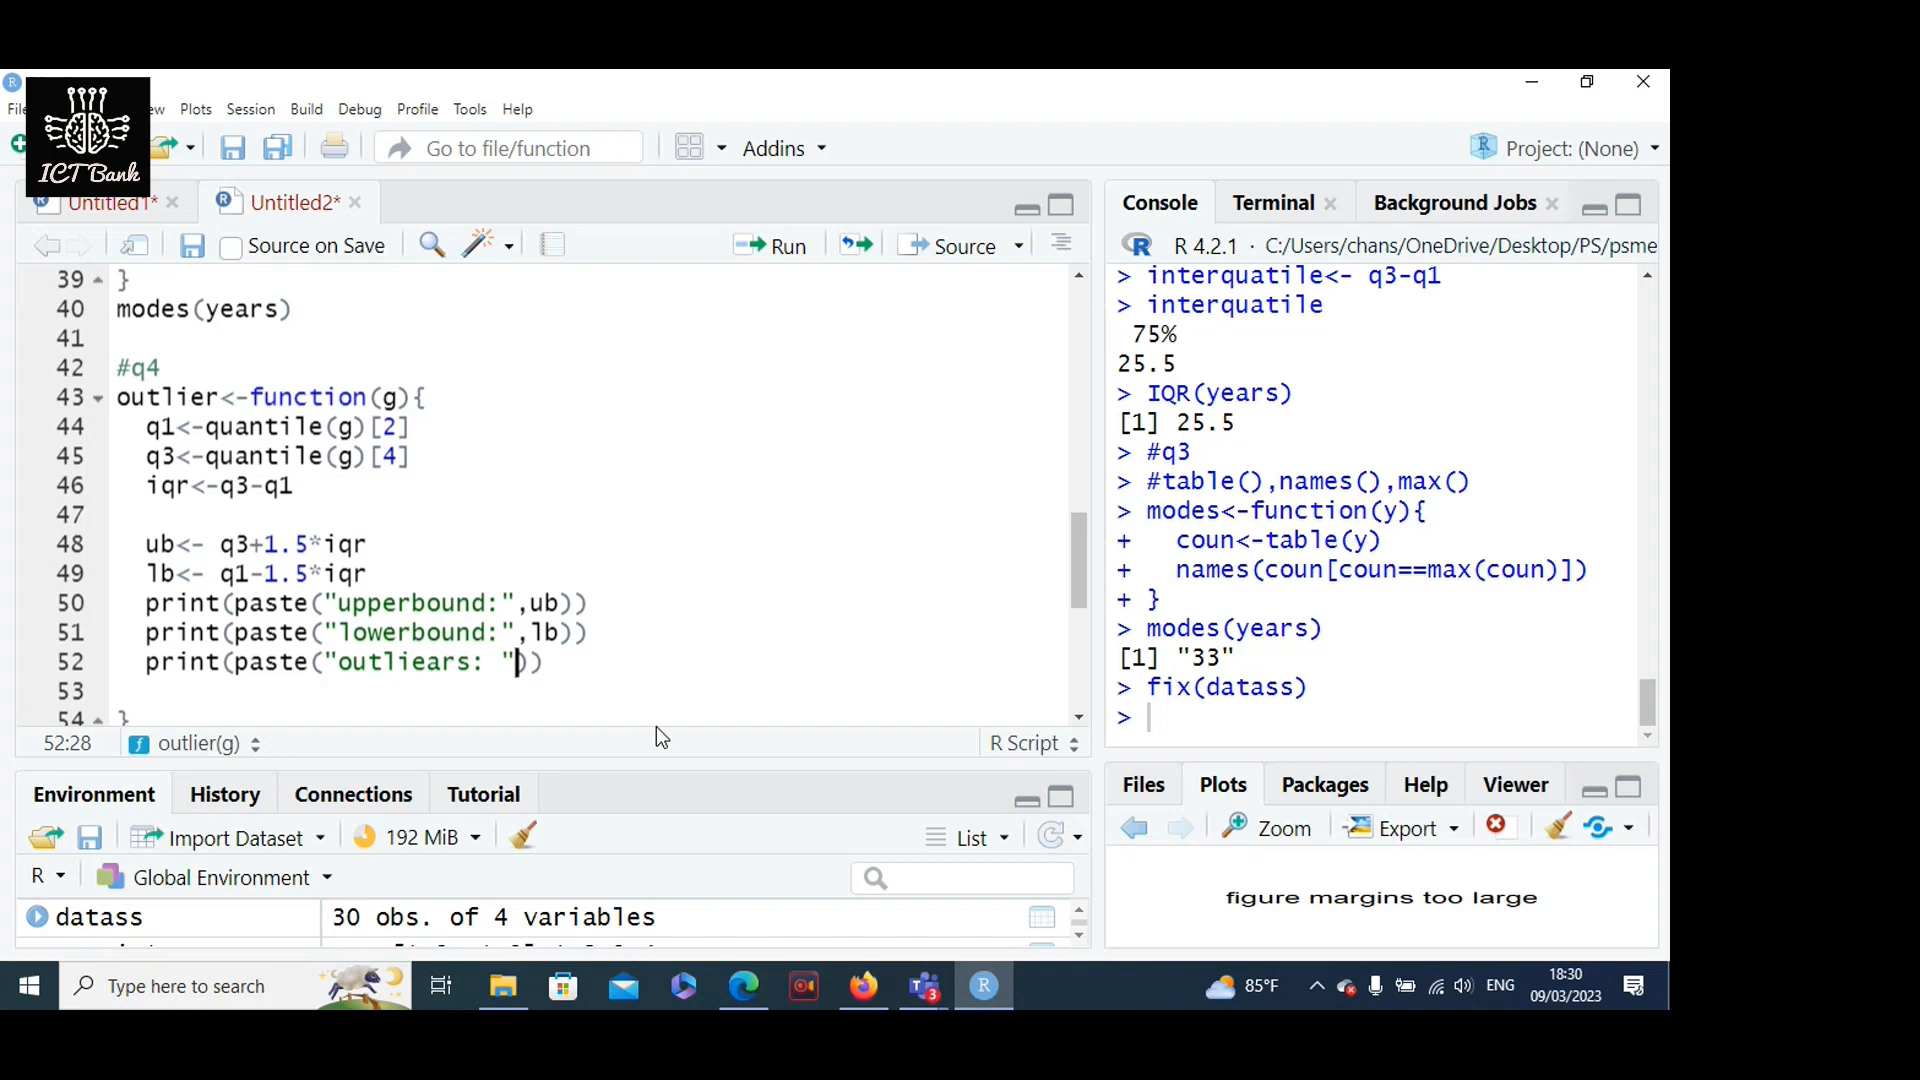 Plots Session Build Debug Profile Tools Help
ICT Bank
Go to file/function Addins Project: (None)
Untitled1* Untitled2*
Source on Save Run Source
39 }
40 modes(years)
41
42 #q4
43 outlier<-function(g){
44 q1<-quantile(g)[2]
45 q3<-quantile(g)[4]
46 iqr<-q3-q1
47
48 ub<- q3+1.5*iqr
49 lb<- q1-1.5*iqr
50 print(paste("upperbound:",ub))
51 print(paste("lowerbound:",lb))
52 print(paste("outliears: "))
53
54 }
52:28 outlier(g) R Script
Console Terminal Background Jobs
R 4.2.1 · C:/Users/chans/OneDrive/Desktop/PS/psme
> interquatile<- q3-q1
> interquatile
75%
25.5
> IQR(years)
[1] 25.5
> #q3
> #table(),names(),max()
> modes<-function(y){
+ coun<-table(y)
+ names(coun[coun==max(coun)])
+ }
> modes(years)
[1] "33"
> fix(datass)
>
Environment History Connections Tutorial
Import Dataset 192 MiB List
R Global Environment
datass 30 obs. of 4 variables
Files Plots Packages Help Viewer
Zoom Export
figure margins too large
Type here to search
3
85°F ENG 18:30
09/03/2023